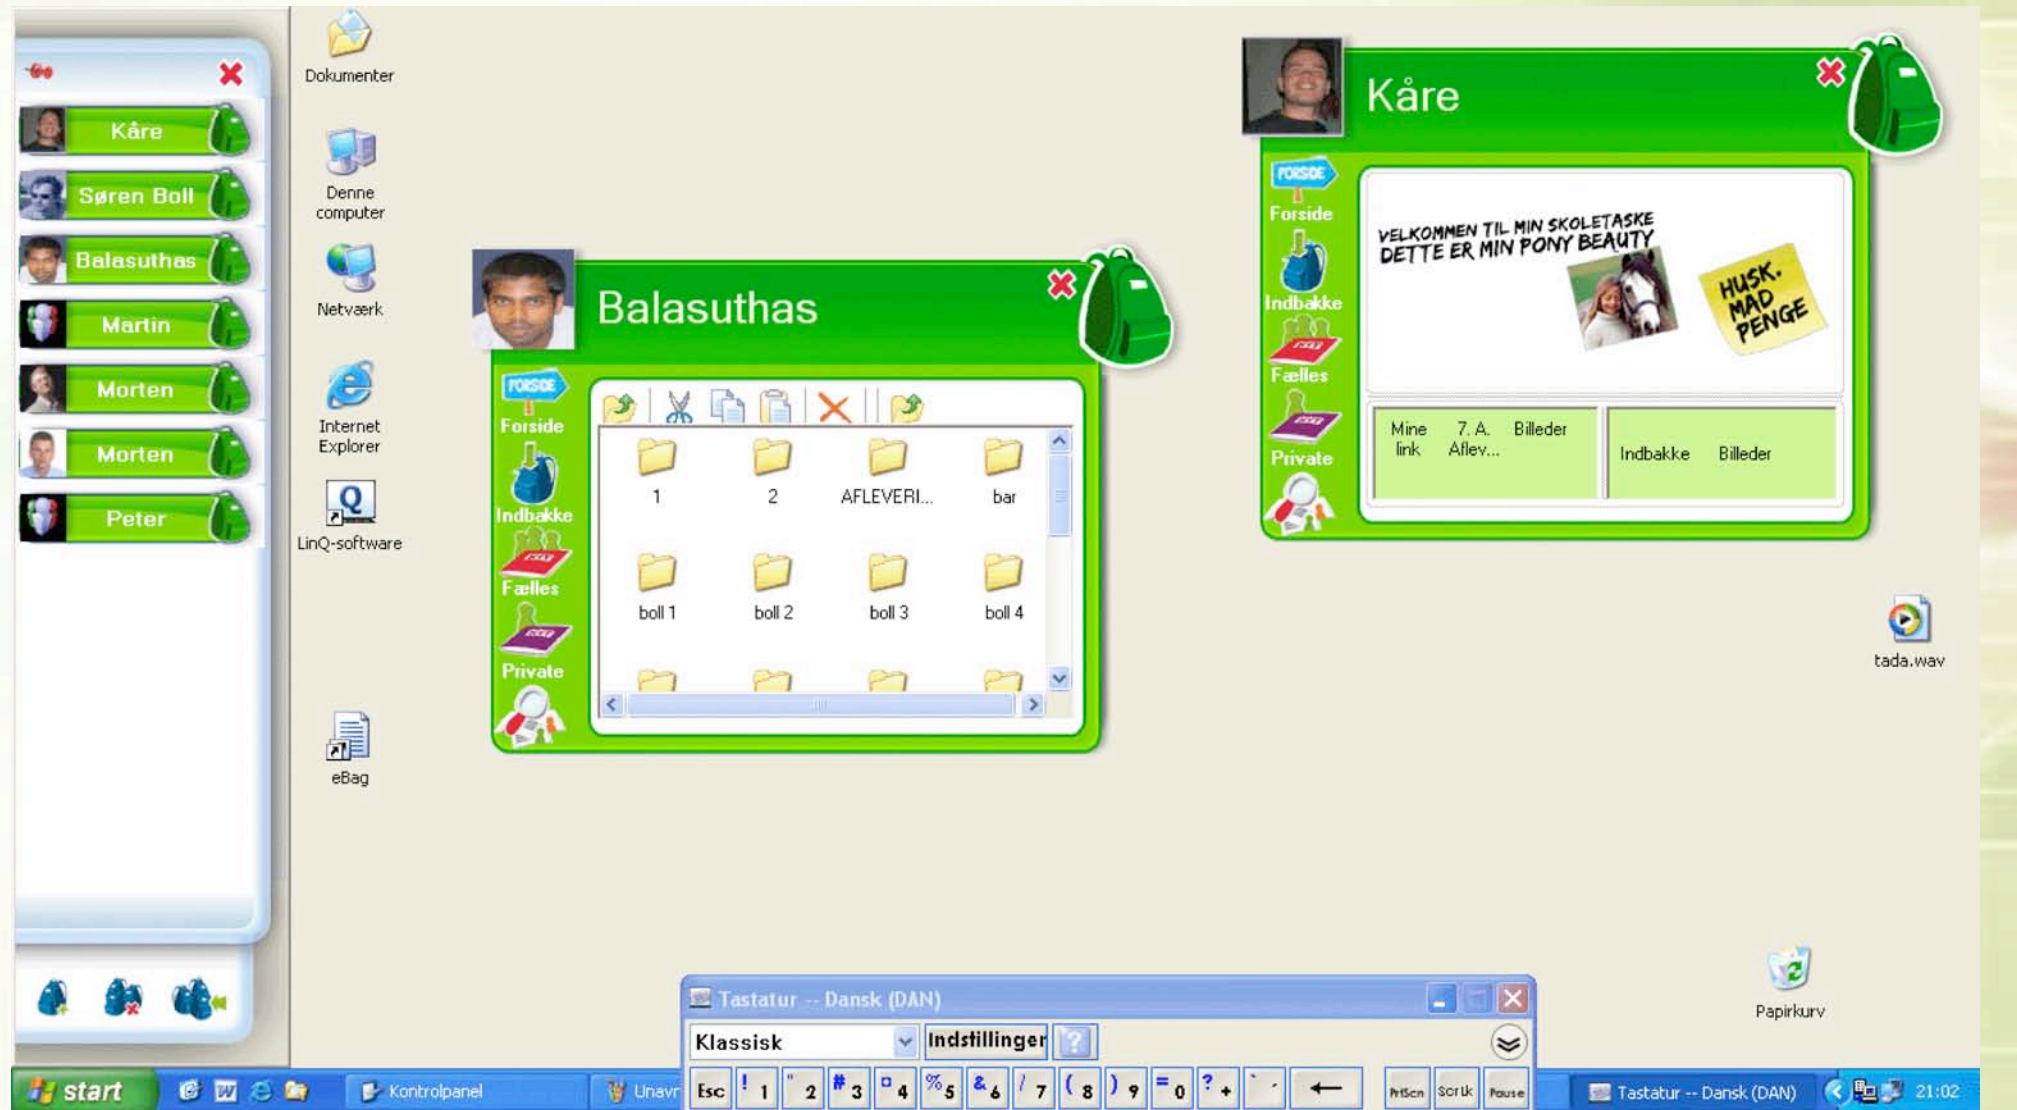 Kåre
Søren Boll
Balasuthas
Martin
Morten
Morten
Peter
Dokumenter
Denne
computer
Netværk
Internet
Explorer
Q
LinQ-software
eBag
Balasuthas
FORSIDE
Forside
Indbakke
Fælles
Private
1
2
AFLEVERI...
bar
boll 1
boll 2
boll 3
boll 4
Kåre
FORSIDE
Forside
Indbakke
Fælles
Private
VELKOMMEN TIL MIN SKOLETASKE
DETTE ER MIN PONY BEAUTY
HUSK.
MAD
PENGE
Mine
link
7. A.
Aflev...
Billeder
Indbakke
Billeder
tada.wav
Papirkurv
Tastatur -- Dansk (DAN)
Klassisk
Indstillinger
?
Esc ! 1 " 2 # 3 ¤ 4 % 5 & 6 / 7 ( 8 ) 9 = 0 ? + ` ´ PrtScn Scrlk Pause
start
W
Kontrolpanel
Unavr
Tastatur -- Dansk (DAN)
21:02